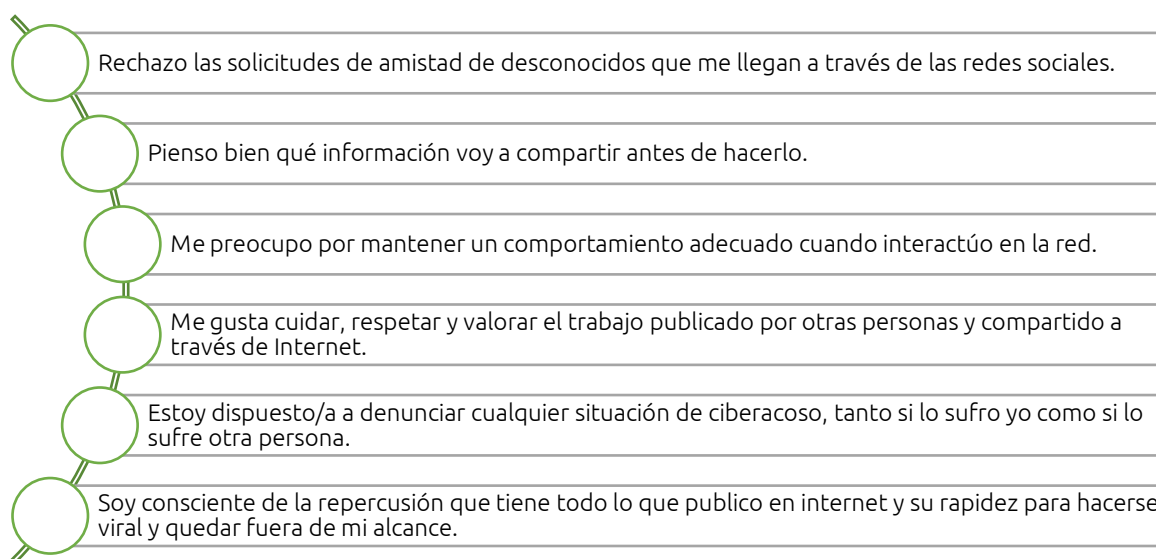 Rechazo las solicitudes de amistad de desconocidos que me llegan a través de las redes sociales.
Pienso bien qué información voy a compartir antes de hacerlo.
Me preocupo por mantener un comportamiento adecuado cuando interactúo en la red.
Me gusta cuidar, respetar y valorar el trabajo publicado por otras personas y compartido a
través de Internet.
Estoy dispuesto/a a denunciar cualquier situación de ciberacoso, tanto si lo sufro yo como si lo
sufre otra persona.
Soy consciente de la repercusión que tiene todo lo que publico en internet y su rapidez para hacerse
viral y quedar fuera de mi alcance.